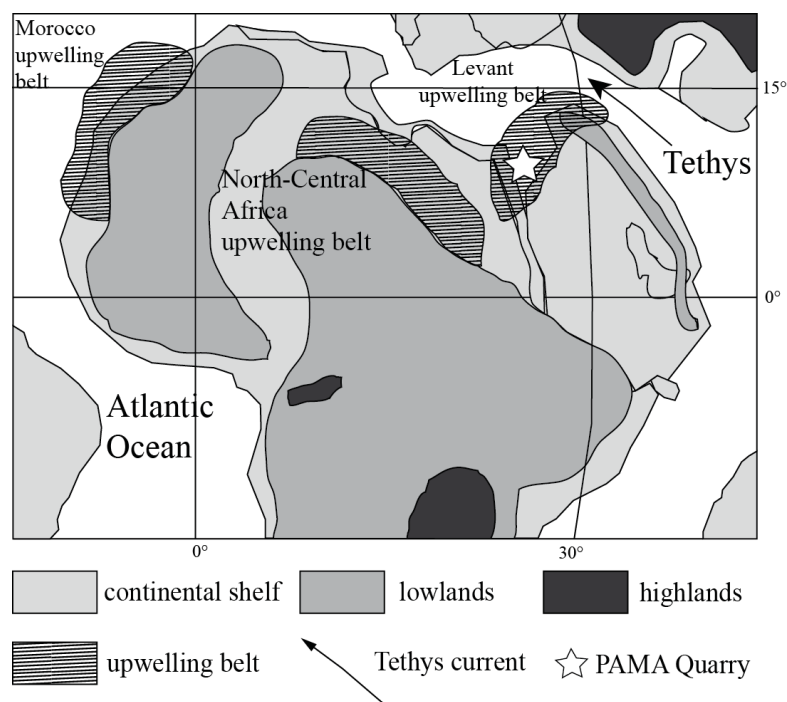 Morocco
upwelling
belt
Levant
upwelling belt
15°
Tethys
North-Central
Africa
upwelling belt
0°
Atlantic
Ocean
0°
30°
continental shelf
lowlands
highlands
upwelling belt
Tethys current
PAMA Quarry